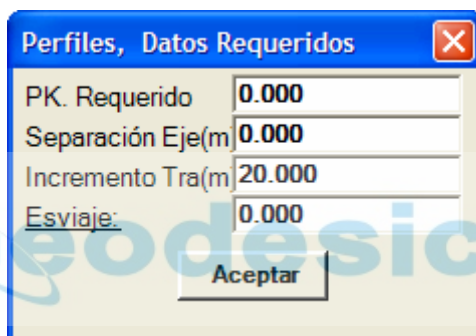 Perfiles, Datos Requeridos
PK. Requerido 0.000
Separación Eje(m) 0.000
Incremento Tra(m) 20.000
Esviaje: 0.000
Aceptar